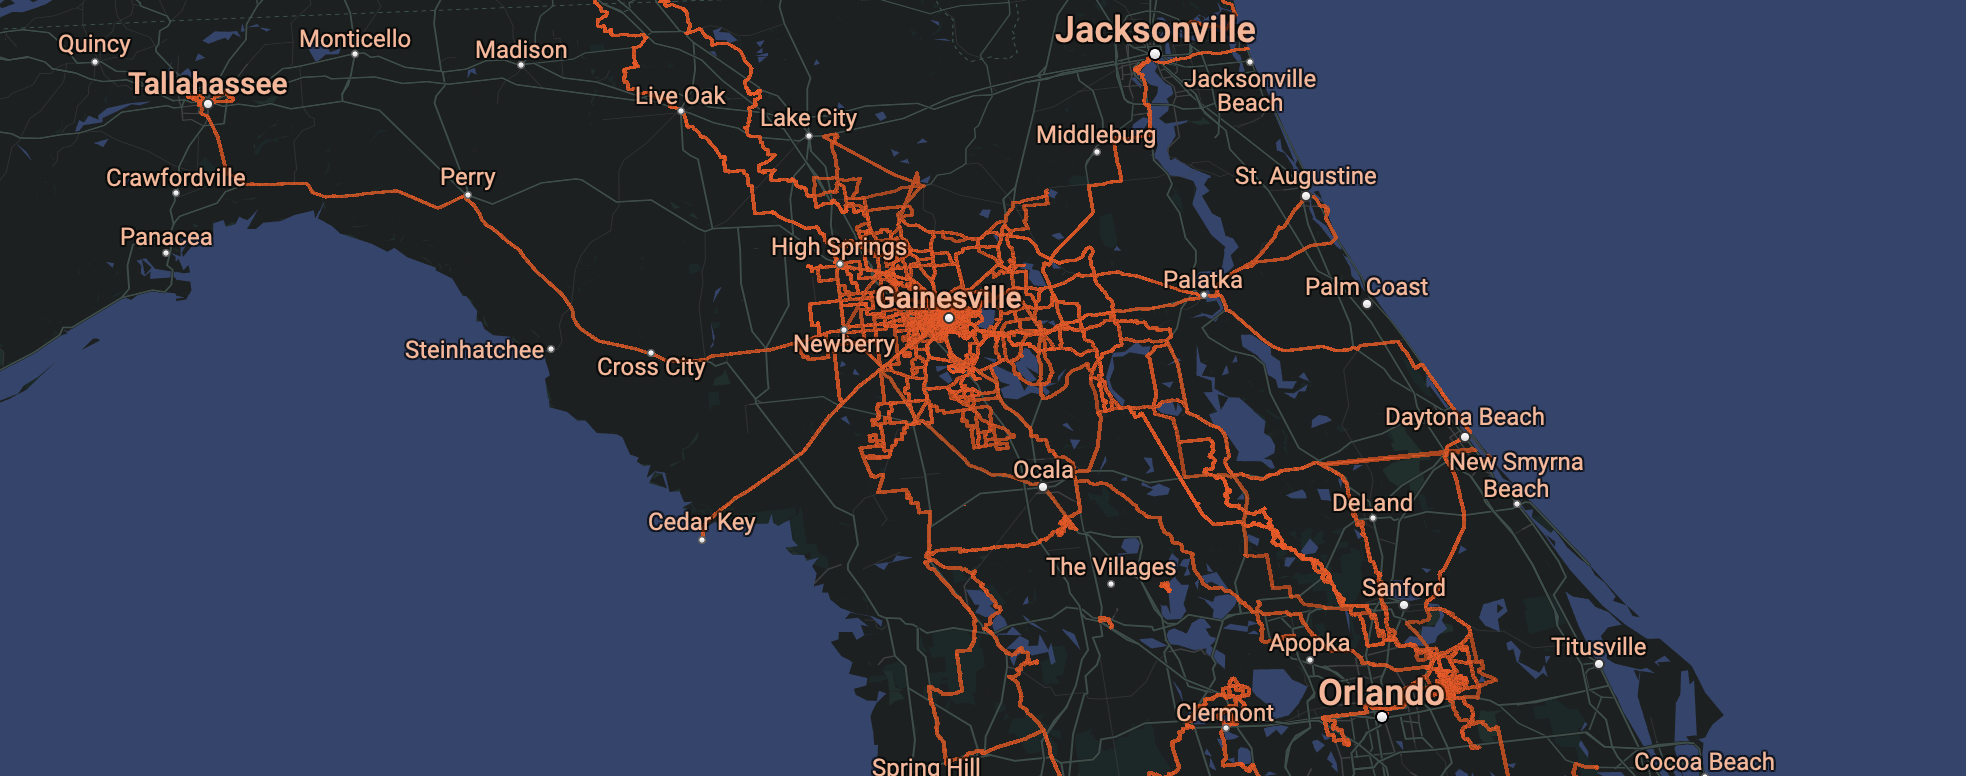 Jacksonville
Quincy
Monticello
Madison
Tallahassee
Jacksonville
Beach
Live Oak
Lake City
Middleburg
Crawfordville
Perry
St. Augustine
Panacea
High Springs
Palatka
Palm Coast
Gainesville
Newberry
Steinhatchee
Cross City
Daytona Beach
Ocala
New Smyrna
Beach
DeLand
Cedar Key
The Villages
Sanford
Apopka
Titusville
Orlando
Clermont
Spring Hill
Cocoa Beach